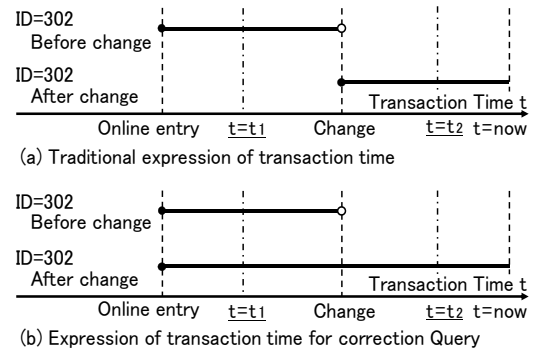 ID=302
Before change
ID=302
After change
Transaction Time t
Online entry t=t1 Change t=t2 t=now
(a) Traditional expression of transaction time
ID=302
Before change
ID=302
After change
Transaction Time t
Online entry t=t1 Change t=t2 t=now
(b) Expression of transaction time for correction Query